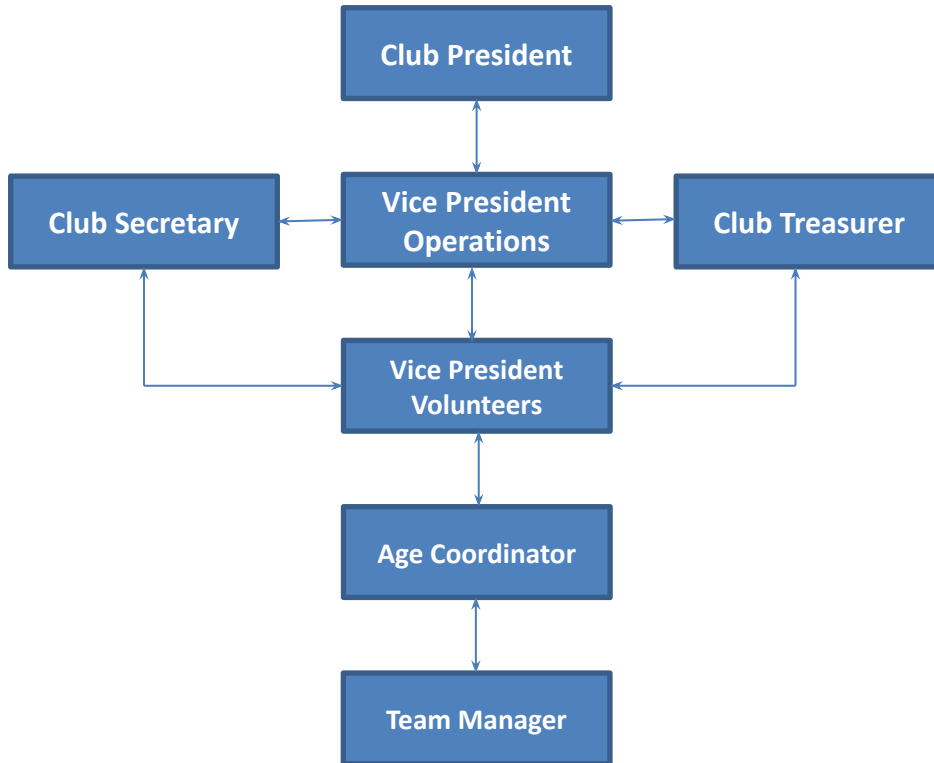 Club President
Club Secretary
Vice President
Operations
Club Treasurer
Vice President
Volunteers
Age Coordinator
Team Manager